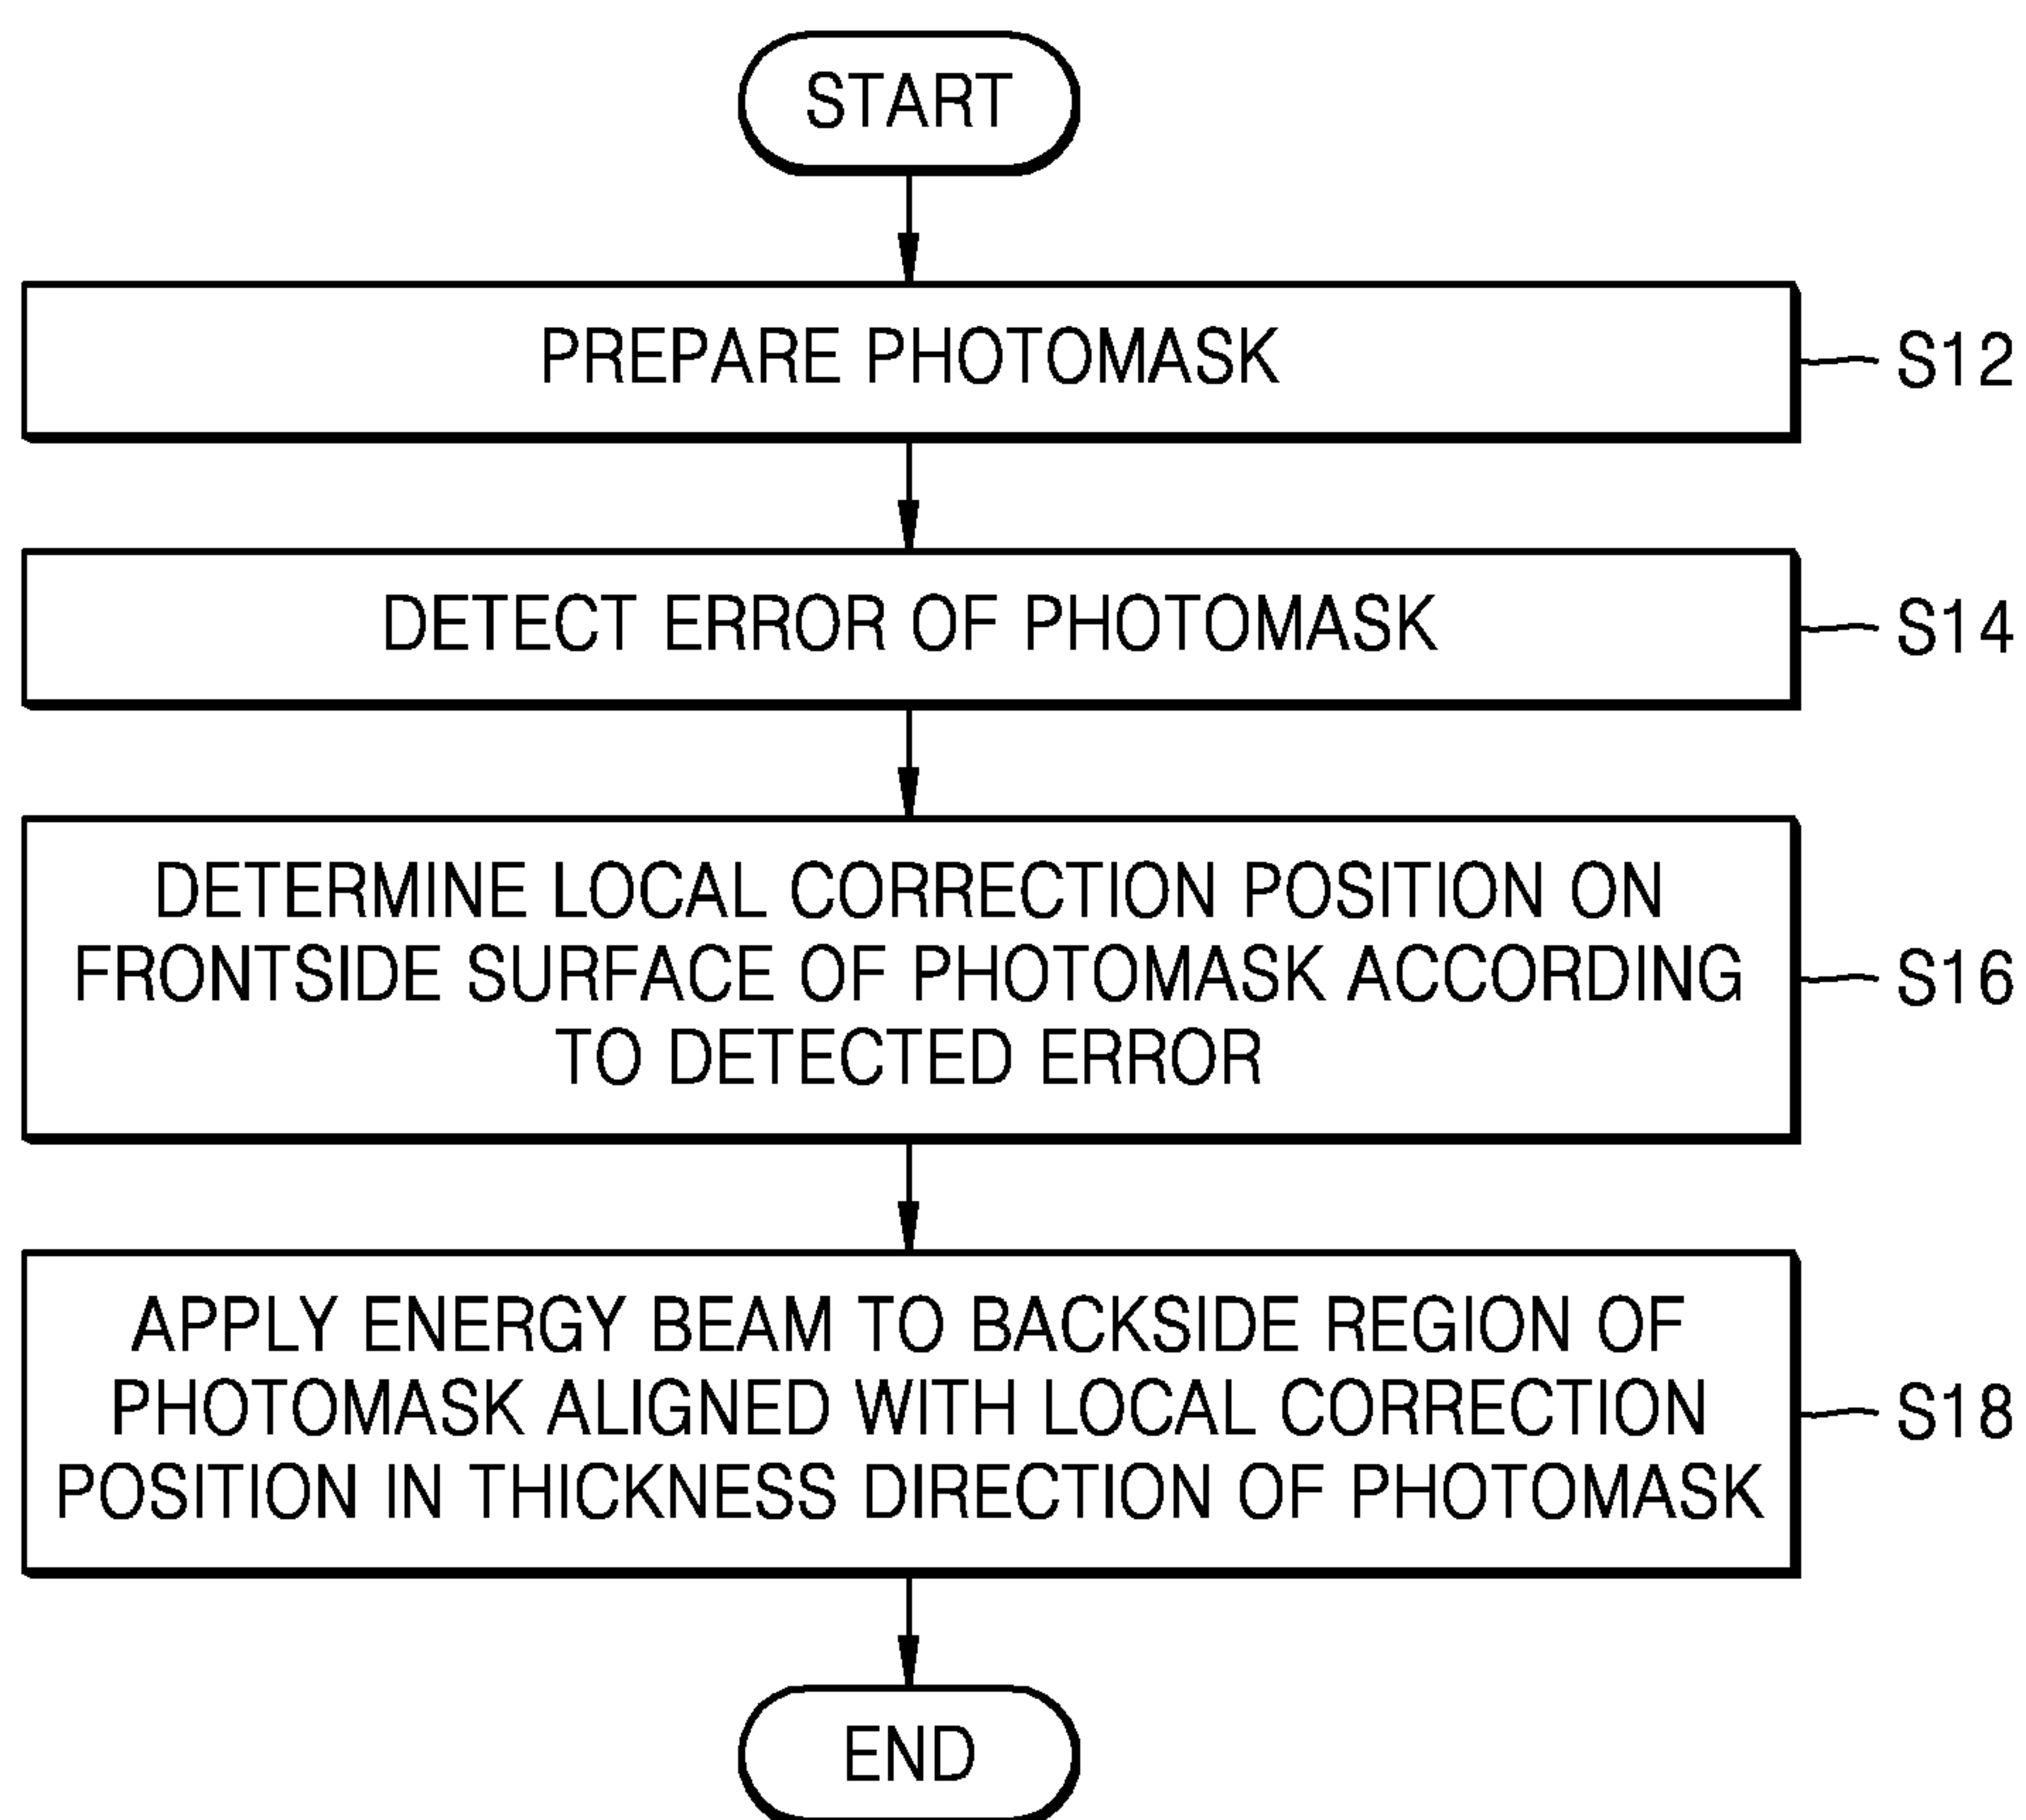 START
PREPARE PHOTOMASK
S12
DETECT ERROR OF PHOTOMASK
S14
DETERMINE LOCAL CORRECTION POSITION ON
FRONTSIDE SURFACE OF PHOTOMASK ACCORDING
TO DETECTED ERROR
S16
APPLY ENERGY BEAM TO BACKSIDE REGION OF
PHOTOMASK ALIGNED WITH LOCAL CORRECTION
POSITION IN THICKNESS DIRECTION OF PHOTOMASK
S18
END